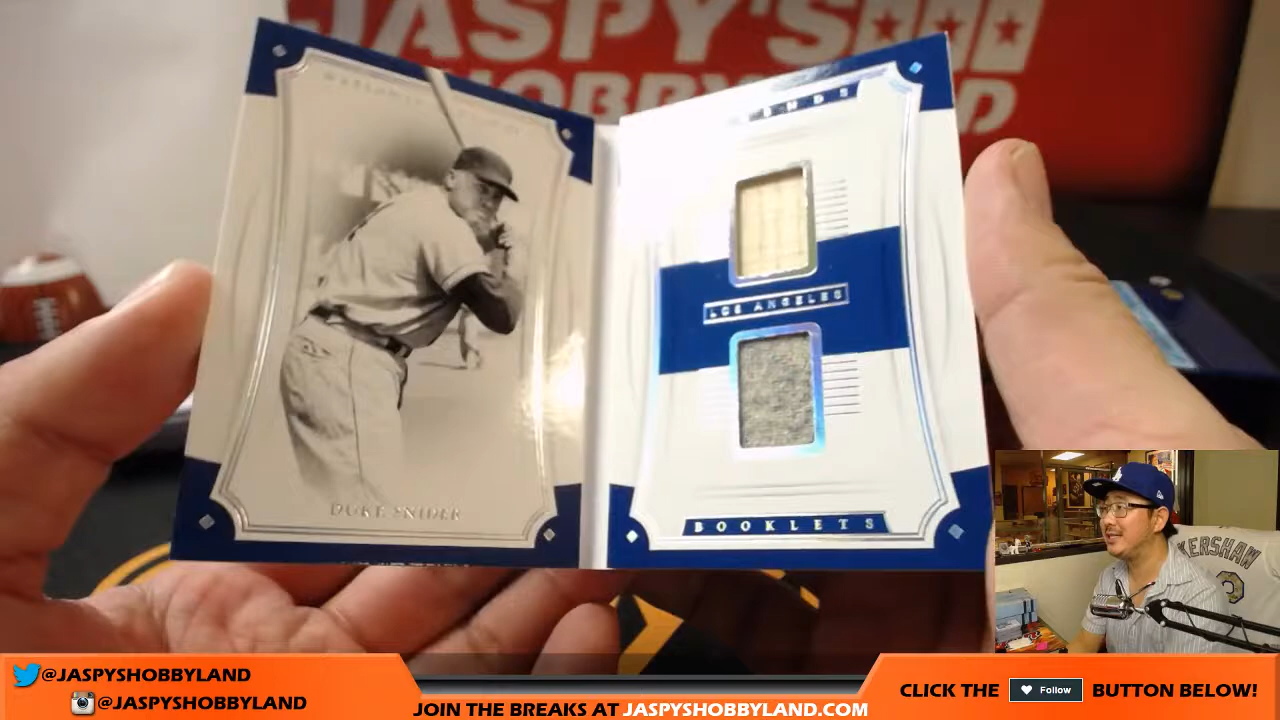 JASPY'S
HOBBYLAND
LOS ANGELES
DUKE SNIDER
BOOKLETS
KERSHAW
@JASPYSHOBBYLAND
@JASPYSHOBBYLAND
JOIN THE BREAKS AT JASPYSHOBBYLAND.COM
CLICK THE Follow BUTTON BELOW!